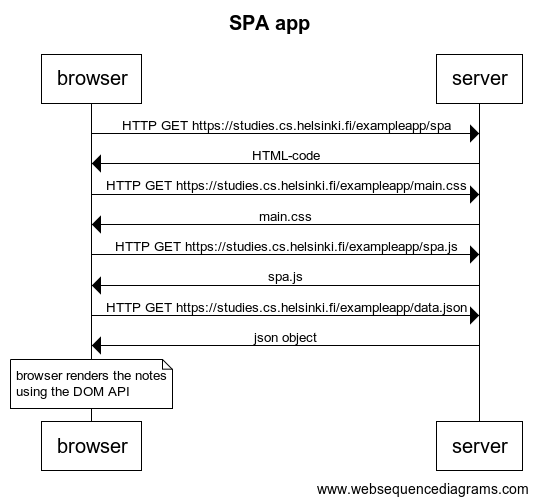 SPA app
browser
server
HTTP GET https://studies.cs.helsinki.fi/exampleapp/spa
HTML-code
HTTP GET https://studies.cs.helsinki.fi/exampleapp/main.css
main.css
HTTP GET https://studies.cs.helsinki.fi/exampleapp/spa.js
spa.js
HTTP GET https://studies.cs.helsinki.fi/exampleapp/data.json
json object
browser renders the notes
using the DOM API
browser
server
www.websequencediagrams.com